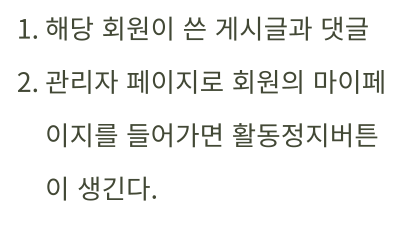 1. 해당 회원이 쓴 게시글과 댓글
2. 관리자 페이지로 회원의 마이페
이지를 들어가면 활동정지버튼
이 생긴다.